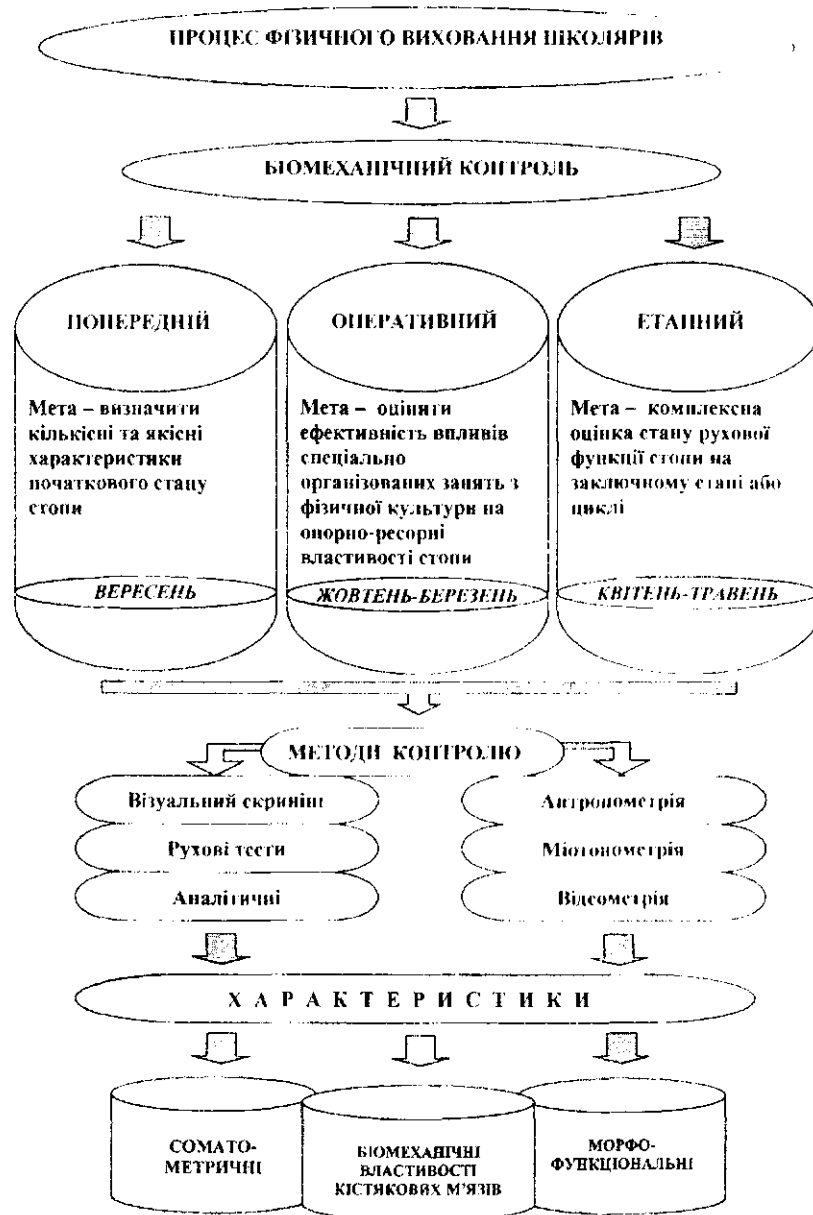 ПРОЦЕС ФІЗИЧНОГО ВИХОВАННЯ ШКОЛЯРІВ
БІОМЕХАНІЧНИЙ КОНТРОЛЬ
ПОПЕРЕДНІЙ
Мета – визначити
кількісні та якісні
характеристики
початкового стану
стопи
ВЕРЕСЕНЬ
ОПЕРАТИВНИЙ
Мета – оцінити
ефективність впливів
спеціально
організованих занять з
фізичної культури на
опорно-ресорні
властивості стопи
ЖОВТЕНЬ-БЕРЕЗЕНЬ
ЕТАПНИЙ
Мета – комплексна
оцінка стану рухової
функції стопи на
заключному етапі або
циклі
КВІТЕНЬ-ТРАВЕНЬ
МЕТОДИ КОНТРОЛЮ
Візуальний скринінг
Рухові тести
Аналітичні
Антропометрія
Міотонометрія
Відеометрія
Х А Р А К Т Е Р И С Т И К И
СОМАТО-
МЕТРИЧНІ
БІОМЕХАНІЧНІ
ВЛАСТИВОСТІ
КІСТЯКОВИХ М'ЯЗІВ
МОРФО-
ФУНКЦІОНАЛЬНІ